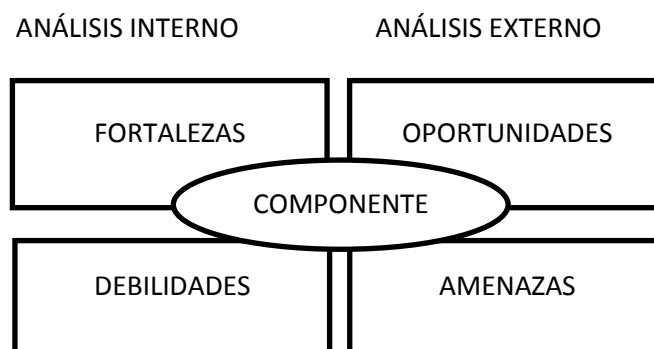 ANÁLISIS INTERNO ANÁLISIS EXTERNO
FORTALEZAS OPORTUNIDADES
COMPONENTE
DEBILIDADES AMENAZAS